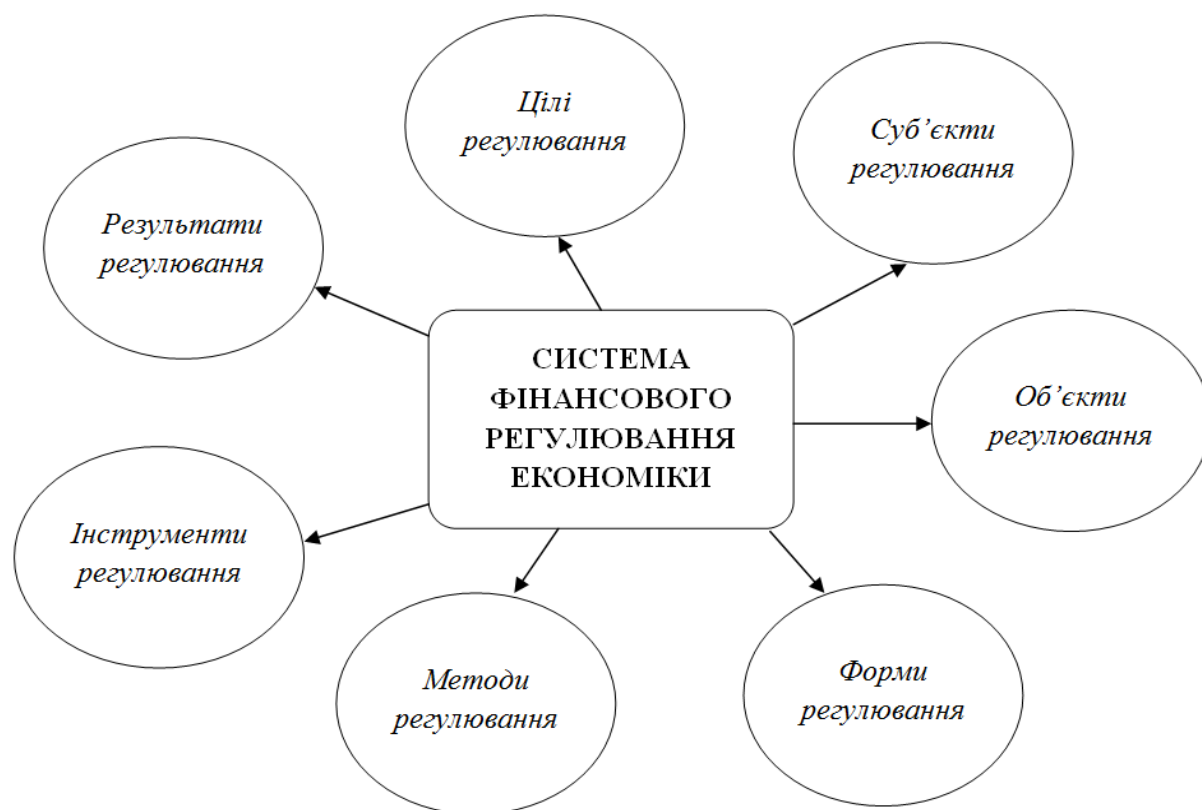 Цілі
регулювання
Суб’єкти
регулювання
Результати
регулювання
СИСТЕМА
ФІНАНСОВОГО
РЕГУЛЮВАННЯ
ЕКОНОМІКИ
Об’єкти
регулювання
Інструменти
регулювання
Методи
регулювання
Форми
регулювання